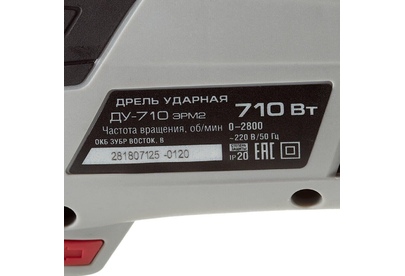 ДРЕЛЬ УДАРНАЯ
ДУ-710 ЭРМ2 710 Вт
Частота вращения, об/мин 0-2800
~220 В/50 Гц
ОКБ ЗУБР ВОСТОК, 8
281807125 -0120
IP20 ЕАС